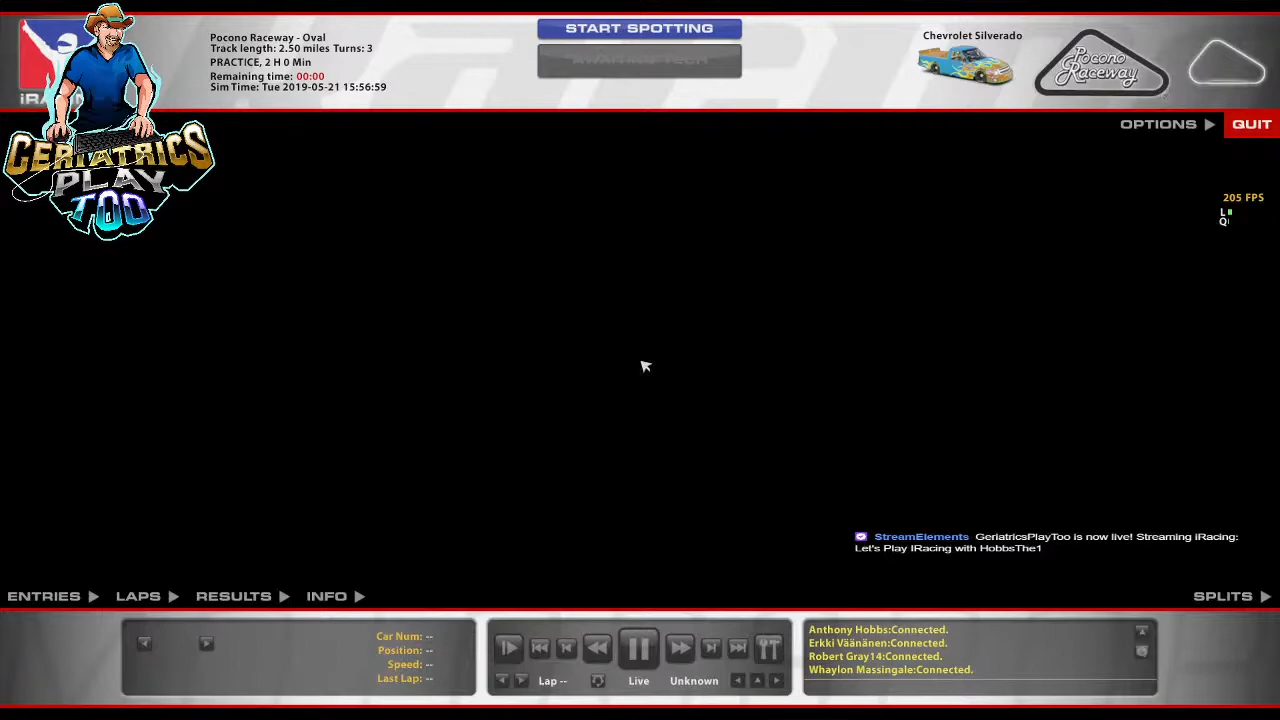 Pocono Raceway - Oval
Track length: 2.50 miles Turns: 3
PRACTICE, 2 H 0 Min
Remaining time: 00:00
Sim Time: Tue 2019-05-21 15:56:59
START SPOTTING
AWAITING TECH
Chevrolet Silverado
Pocono
Raceway
GERIATRICS
PLAY
TOO
OPTIONS
QUIT
205 FPS
L
Q
StreamElements GeriatricsPlayToo is now live! Streaming iRacing:
Let's Play IRacing with HobbsThe1
ENTRIES
LAPS
RESULTS
INFO
SPLITS
Car Num: --
Position: --
Speed: --
Last Lap: --
Lap --
Live
Unknown
Anthony Hobbs:Connected.
Erkki Väänänen:Connected.
Robert Gray14:Connected.
Whaylon Massingale:Connected.